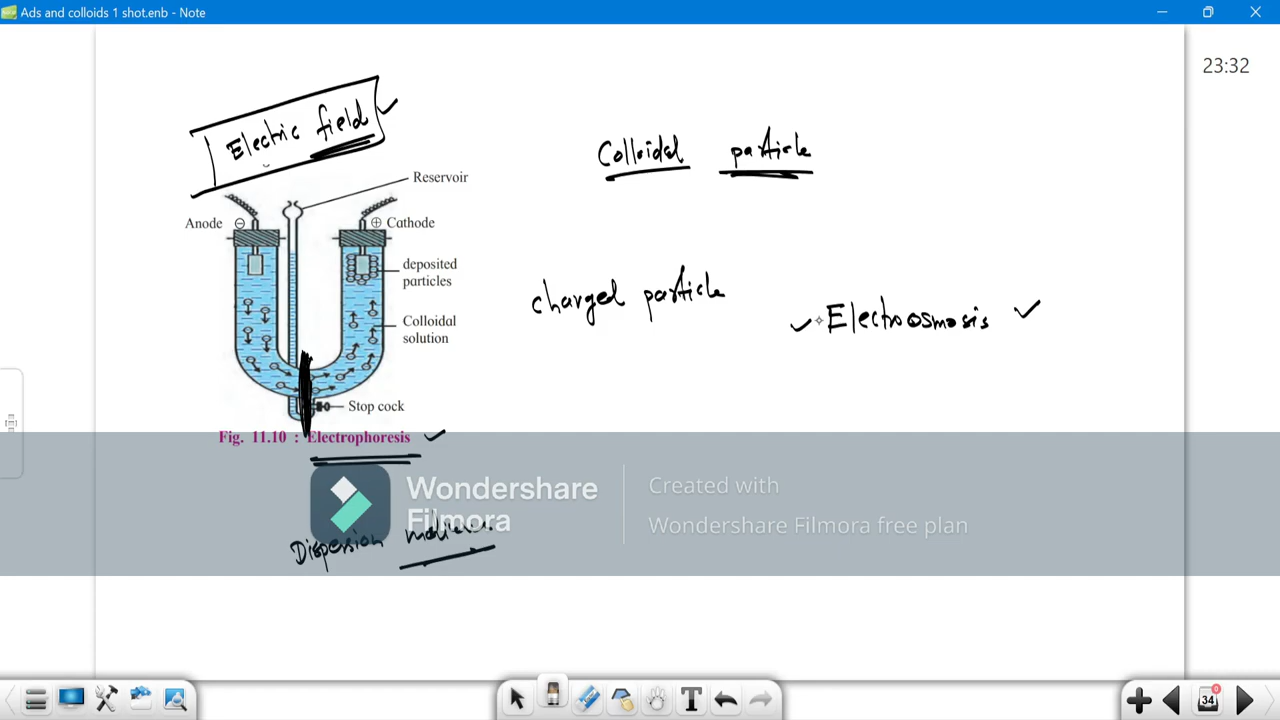 Ads and colloids 1 shot.enb - Note
23:32
Electric field
Colloidal particle
Reservoir
Anode ⊖
⊕ Cathode
deposited
particles
charged particle
Colloidal
solution
Electroosmosis
Stop cock
Fig. 11.10 : Electrophoresis
Wondershare
Filmora
Created with
Wondershare Filmora free plan
Dispersion
34